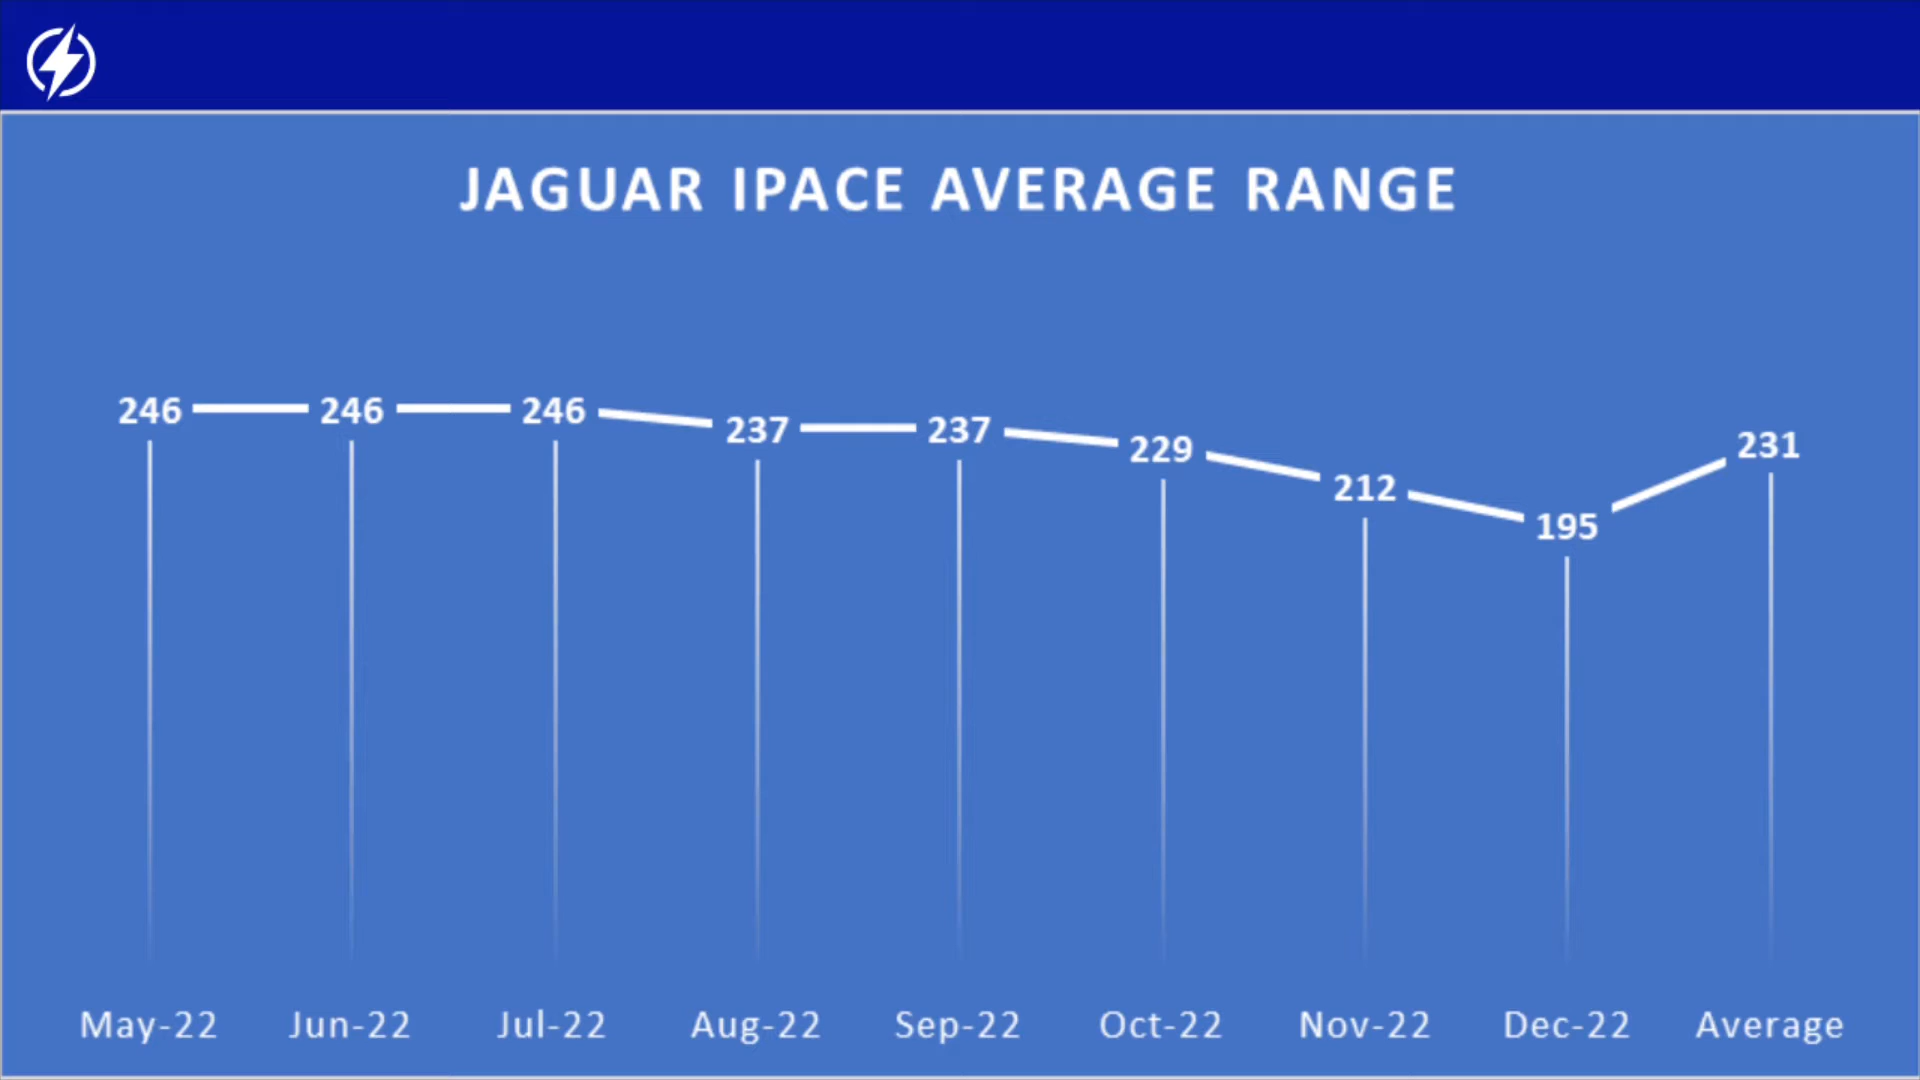 JAGUAR IPACE AVERAGE RANGE
246 246 246 237 237 229 212 195 231
May-22 Jun-22 Jul-22 Aug-22 Sep-22 Oct-22 Nov-22 Dec-22 Average